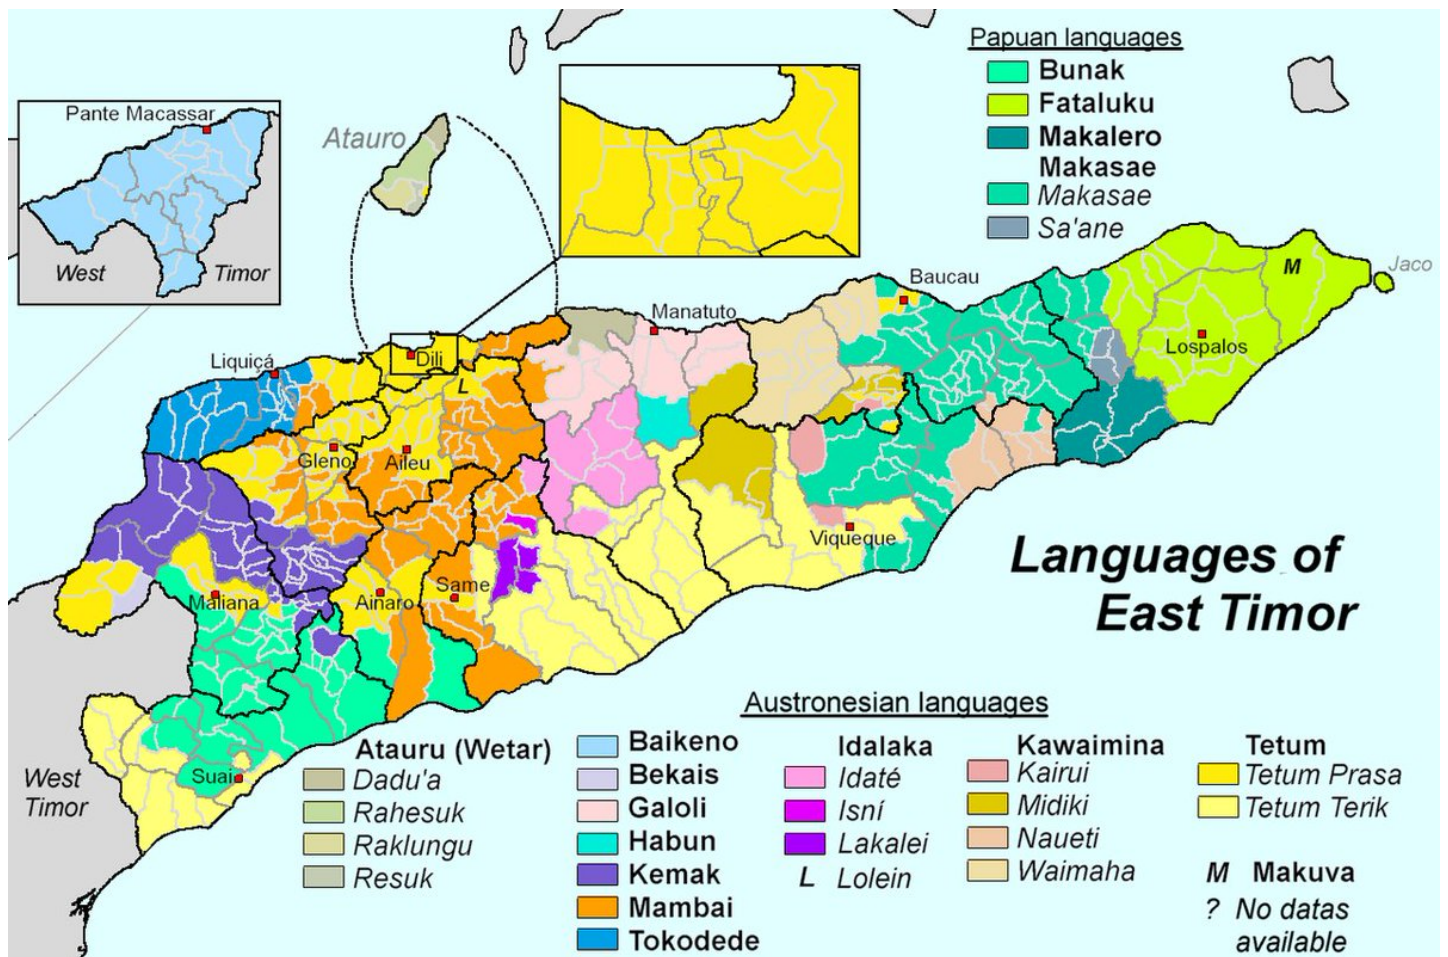 Papuan languages
Bunak
Fataluku
Makalero
Makasae
Makasae
Sa'ane
Pante Macassar
West
Timor
Atauro
Baucau
M
Jaco
Manatuto
Lospalos
Liquiçá
Dili
L
Gleno
Aileu
Viqueque
Same
Maliana
Ainaro
Suai
West
Timor
Languages of
East Timor
Austronesian languages
Atauru (Wetar)
Dadu'a
Rahesuk
Raklungu
Resuk
Baikeno
Bekais
Galoli
Habun
Kemak
Mambai
Tokodede
Idalaka
Idaté
Isní
Lakalei
L Lolein
Kawaimina
Kairui
Midiki
Naueti
Waimaha
Tetum
Tetum Prasa
Tetum Terik
M Makuva
? No datas
available